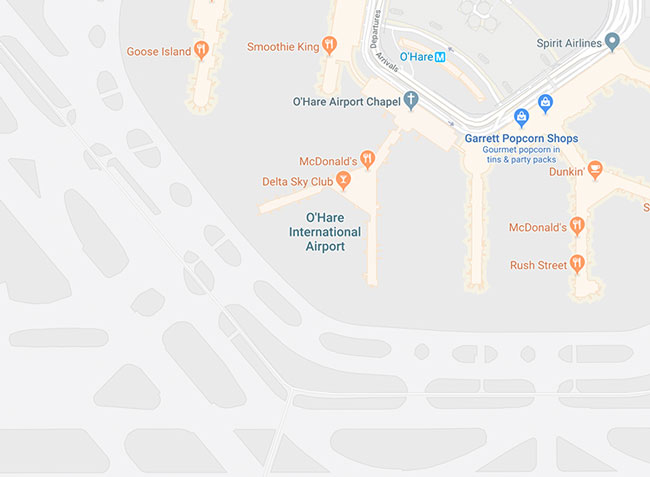 Departures
Arrivals
Goose Island
Smoothie King
O'Hare M
Spirit Airlines
O'Hare Airport Chapel
Garrett Popcorn Shops
Gourmet popcorn in
tins & party packs
McDonald's
Delta Sky Club
Dunkin'
O'Hare
International
Airport
McDonald's
S
Rush Street